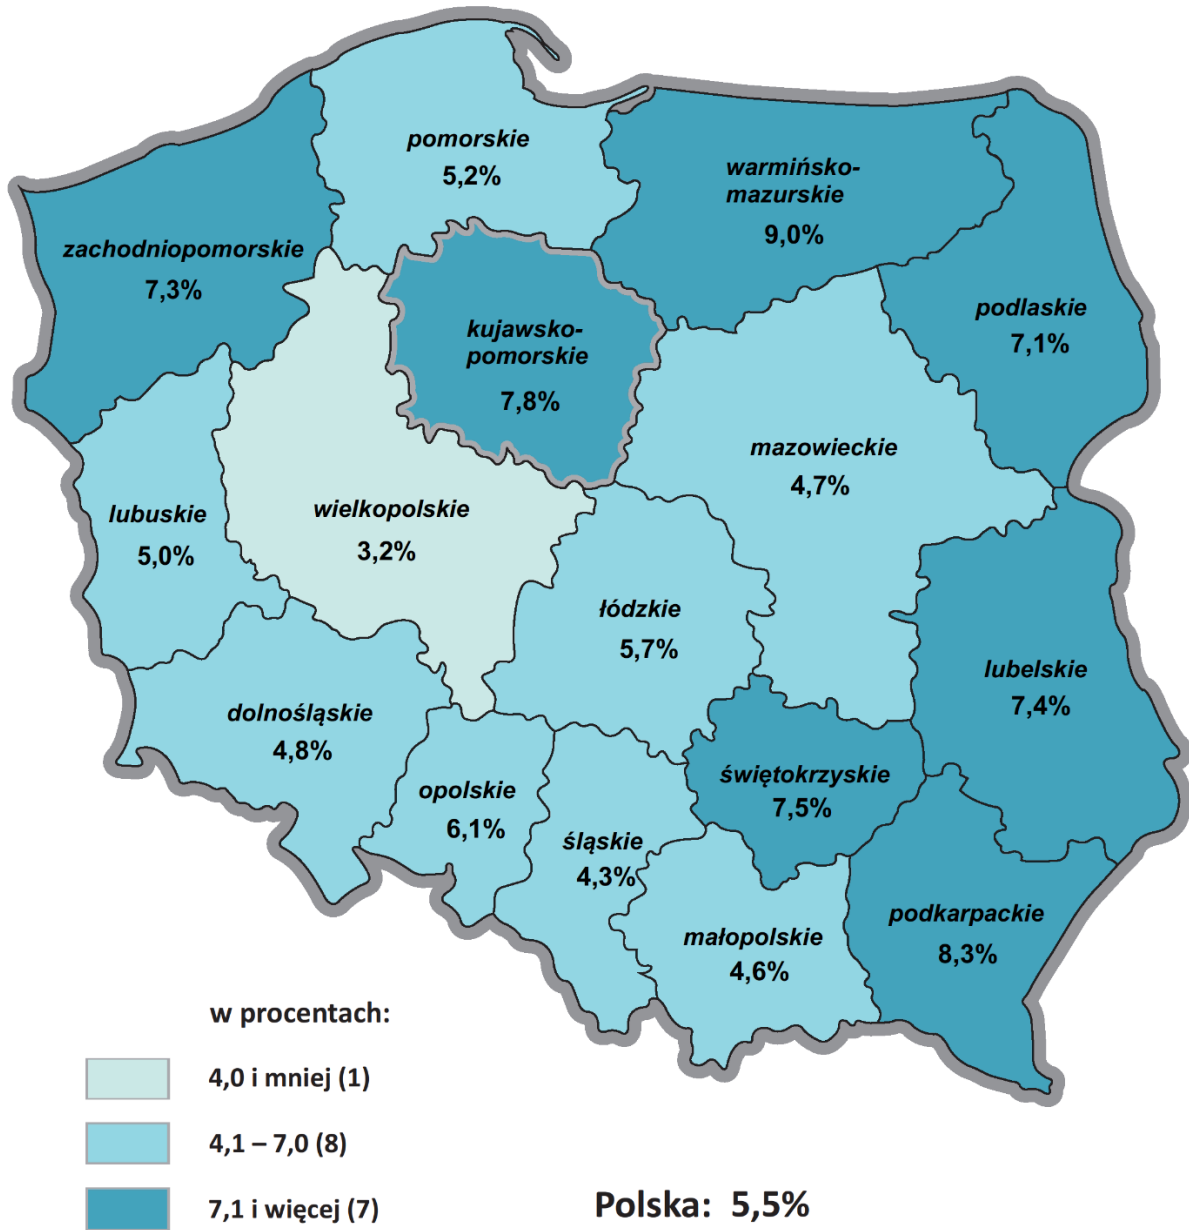 pomorskie
5,2%
warmińsko-
mazurskie
9,0%
zachodniopomorskie
7,3%
podlaskie
7,1%
kujawsko-
pomorskie
7,8%
mazowieckie
4,7%
lubuskie
5,0%
wielkopolskie
3,2%
łódzkie
5,7%
lubelskie
7,4%
dolnośląskie
4,8%
opolskie
6,1%
świętokrzyskie
7,5%
śląskie
4,3%
małopolskie
4,6%
podkarpackie
8,3%
w procentach:
4,0 i mniej (1)
4,1 – 7,0 (8)
7,1 i więcej (7)
Polska: 5,5%